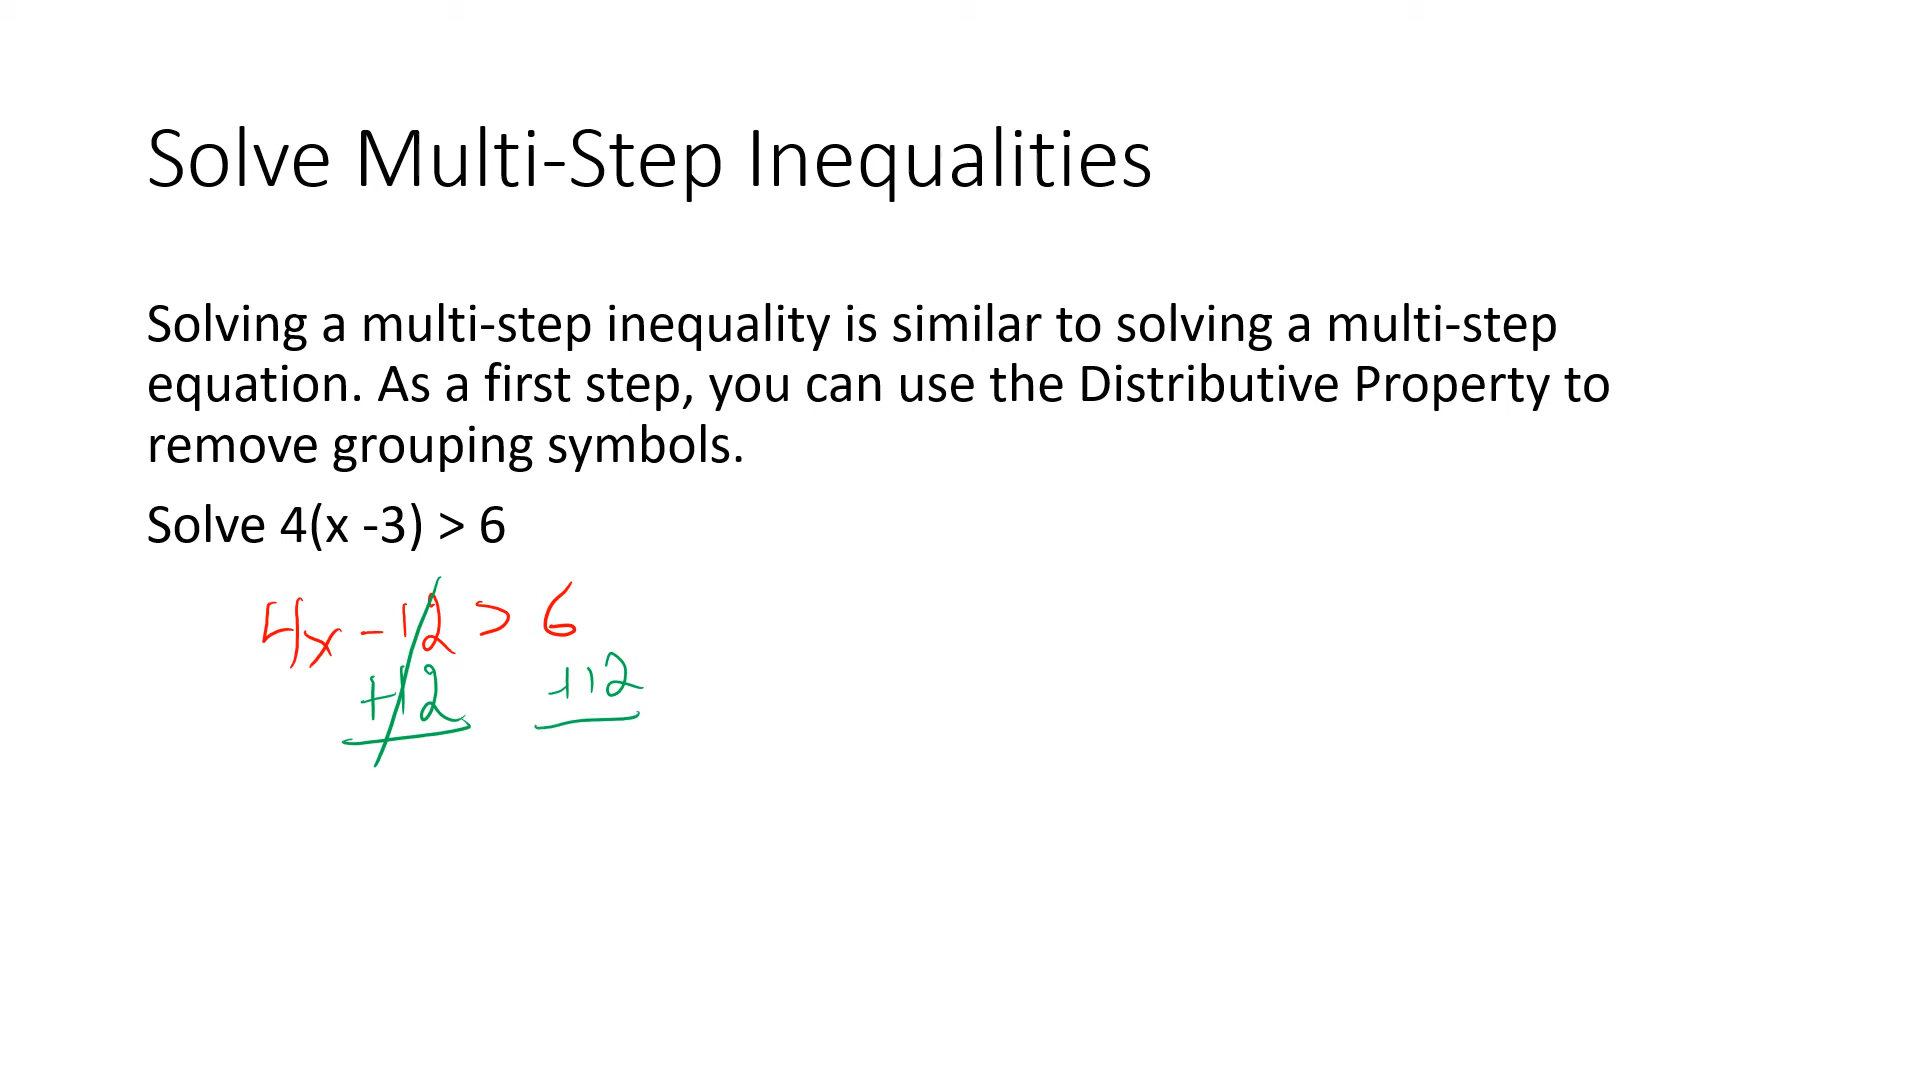 Solve Multi-Step Inequalities
Solving a multi-step inequality is similar to solving a multi-step
equation. As a first step, you can use the Distributive Property to
remove grouping symbols.
Solve 4(x -3) > 6
4x - 12 > 6
+12 +12